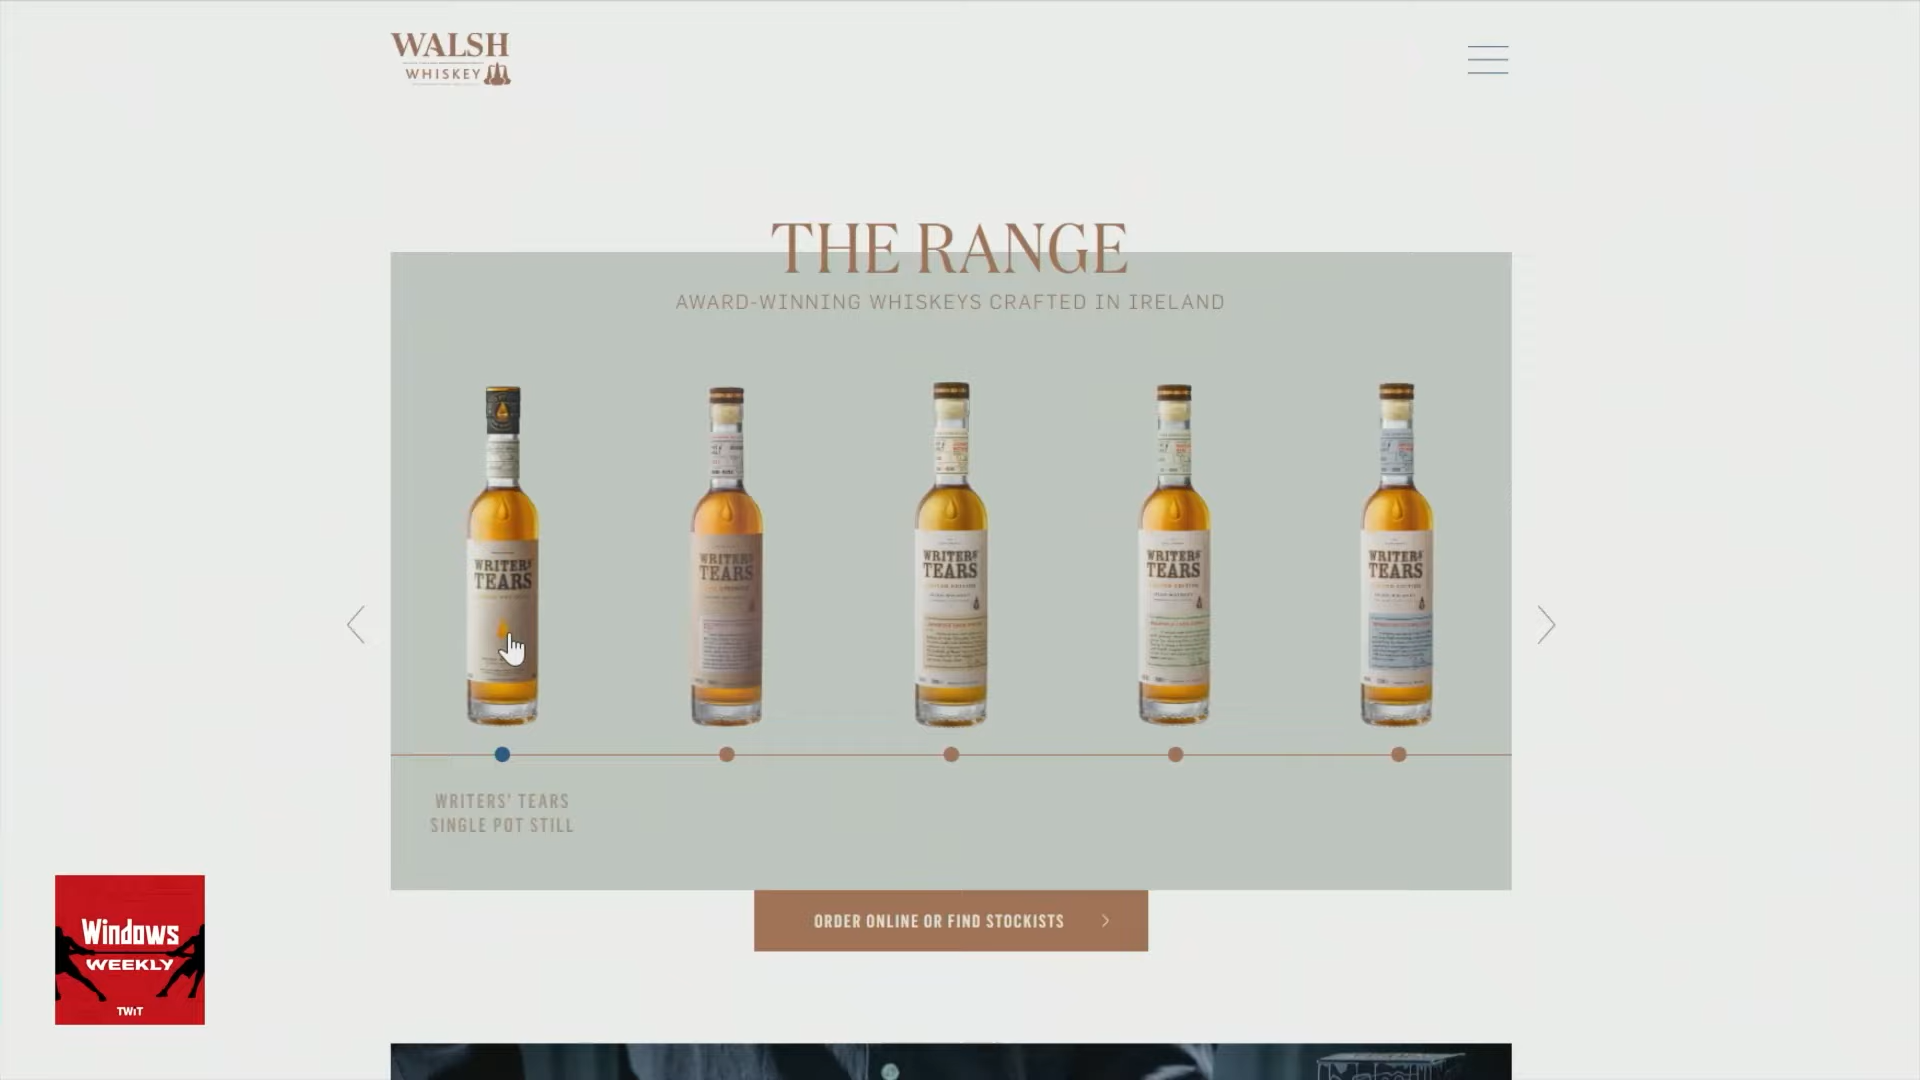 WALSH
WHISKEY
THE RANGE
AWARD-WINNING WHISKEYS CRAFTED IN IRELAND
WRITERS'
TEARS
WRITERS'
TEARS
WRITERS'
TEARS
WRITERS'
TEARS
WRITERS'
TEARS
WRITERS' TEARS
SINGLE POT STILL
ORDER ONLINE OR FIND STOCKISTS
Windows
WEEKLY
TWiT